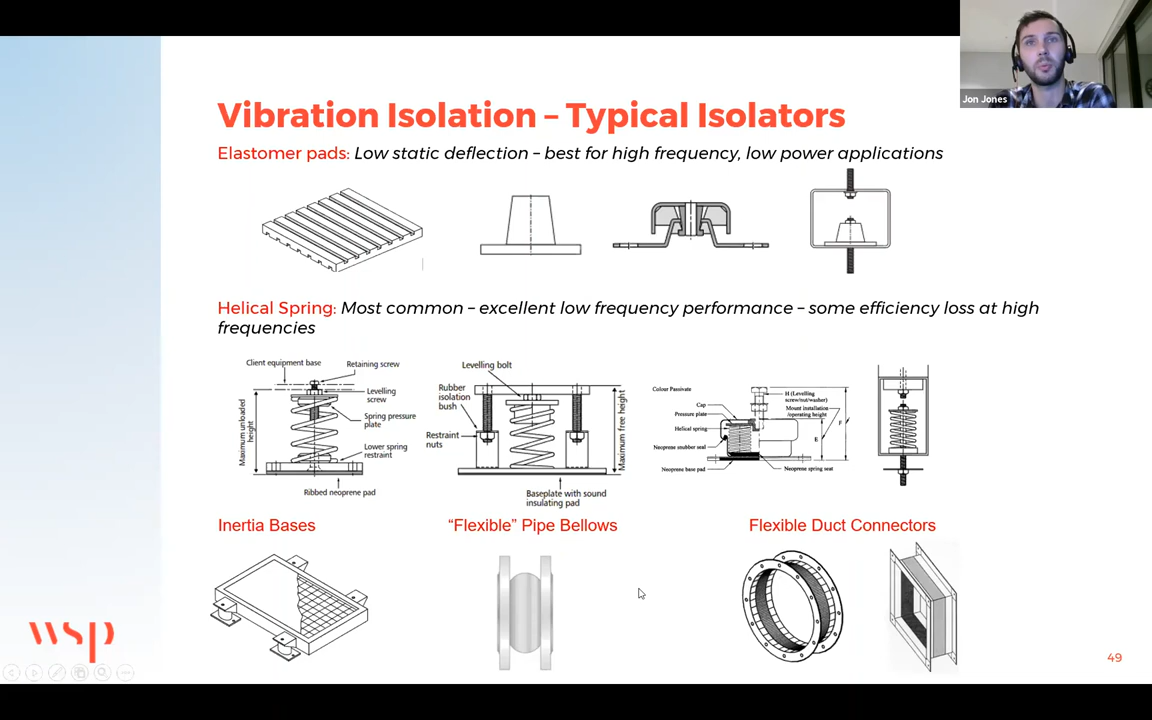 Jon Jones
Vibration Isolation – Typical Isolators
Elastomer pads: Low static deflection – best for high frequency, low power applications
Helical Spring: Most common – excellent low frequency performance – some efficiency loss at high
frequencies
Client equipment base
Retaining screw
Levelling
screw
Spring pressure
plate
Lower spring
restraint
Maximum unloaded
height
Ribbed neoprene pad
Levelling bolt
Rubber
isolation
bush
Restraint
nuts
Maximum free height
Baseplate with sound
insulating pad
Colour Passivate
Cap
Pressure plate
Helical spring
Neoprene snubber seal
Neoprene base pad
H (Levelling
screw/nut/washer)
Mount installation
/operating height
E
F
Neoprene spring seat
Inertia Bases
“Flexible” Pipe Bellows
Flexible Duct Connectors
wsp
49